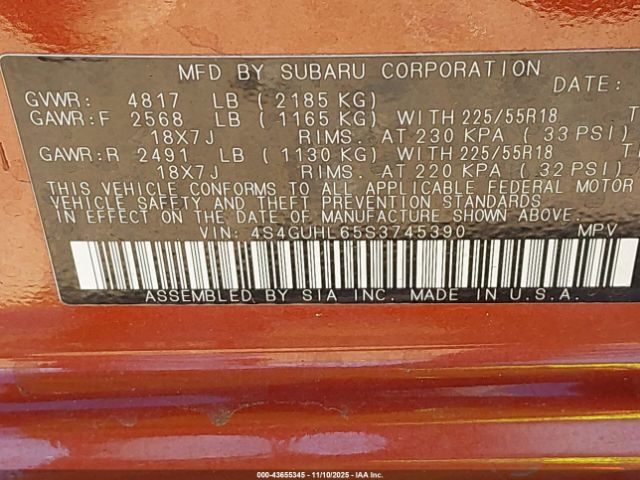 MFD BY SUBARU CORPORATION DATE:
GVWR: 4817 LB (2185 KG)
GAWR:F 2568 LB (1165 KG) WITH 225/55R18 T
18X7J RIMS. AT 230 KPA (33 PSI)
GAWR:R 2491 LB (1130 KG) WITH 225/55R18 TI
18X7J RIMS. AT 220 KPA (32 PSI)
THIS VEHICLE CONFORMS TO ALL APPLICABLE FEDERAL MOTOR
VEHICLE SAFETY AND THEFT PREVENTION STANDARDS
IN EFFECT ON THE DATE OF MANUFACTURE SHOWN ABOVE.
VIN: 4S4GUHL65S3745390 MPV
ASSEMBLED BY SIA INC. MADE IN U.S.A.
000-43655345 - 11/10/2025 - IAA Inc.